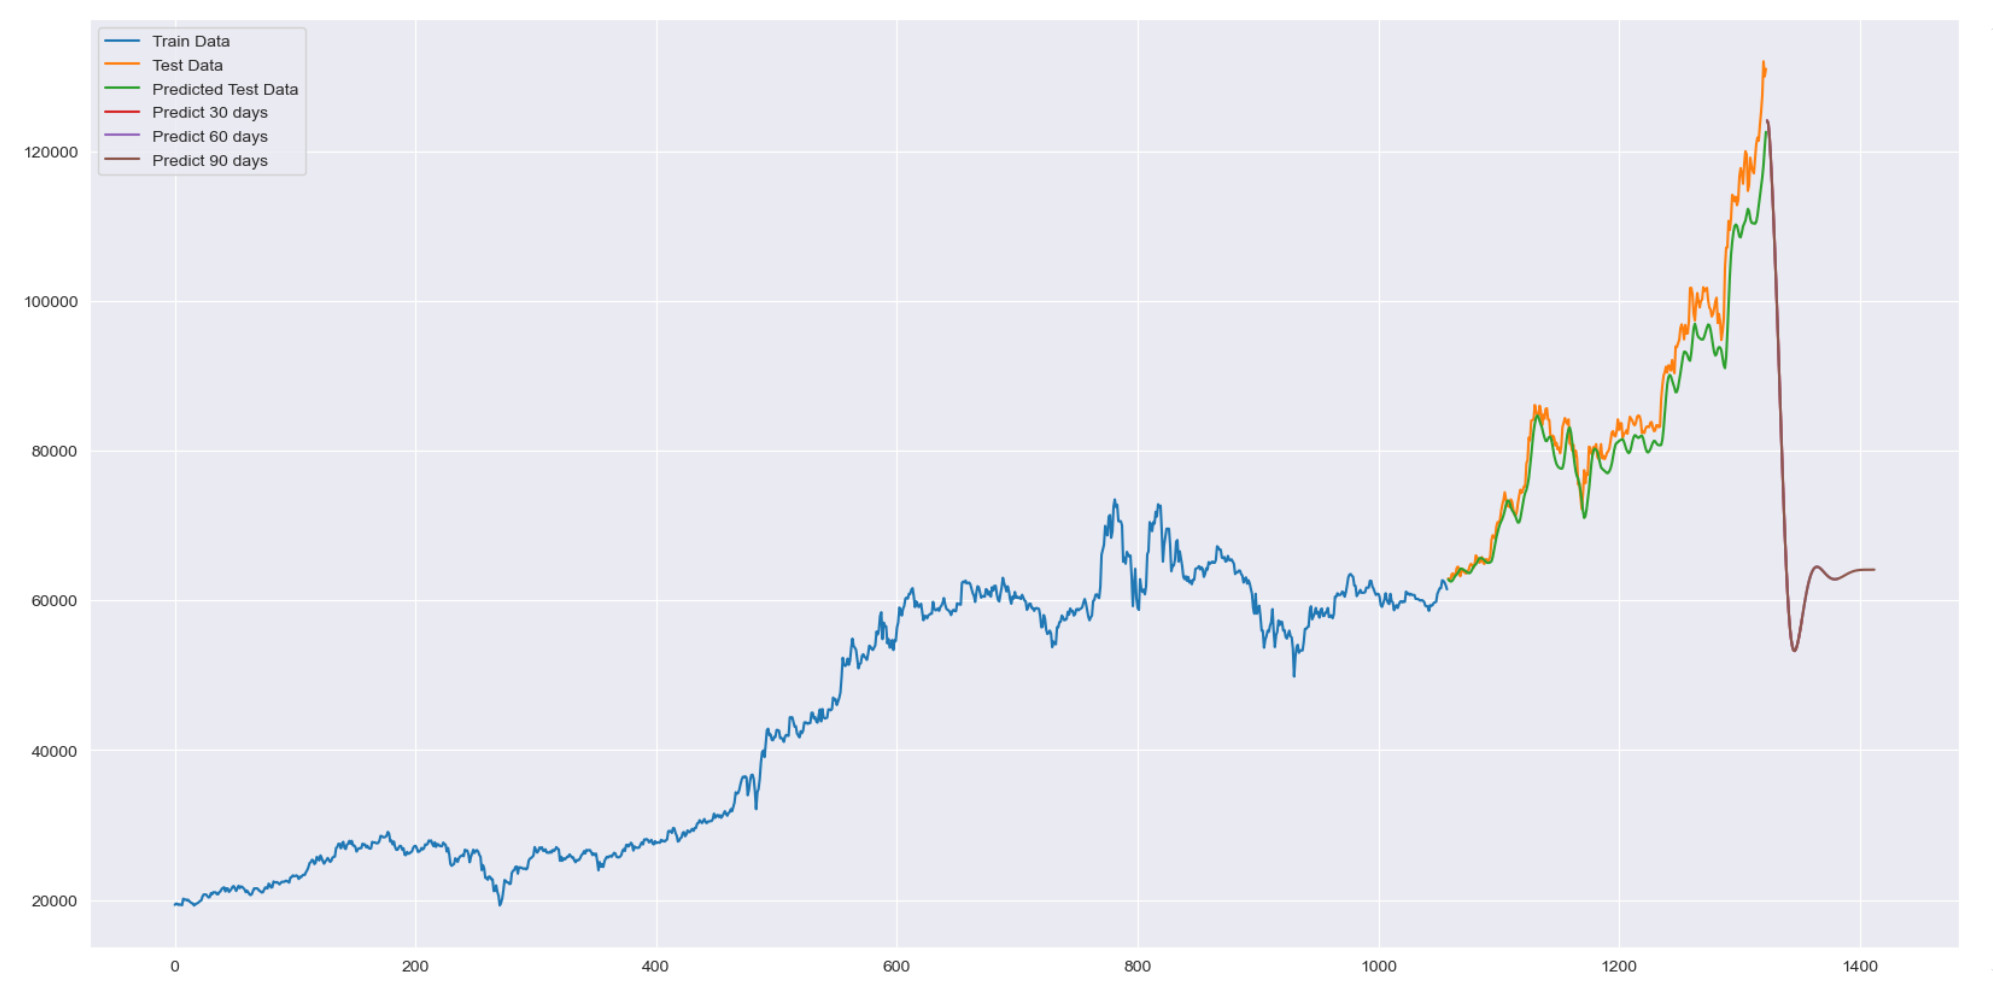 Train Data
Test Data
Predicted Test Data
Predict 30 days
Predict 60 days
Predict 90 days
120000
100000
80000
60000
40000
20000
0 200 400 600 800 1000 1200 1400